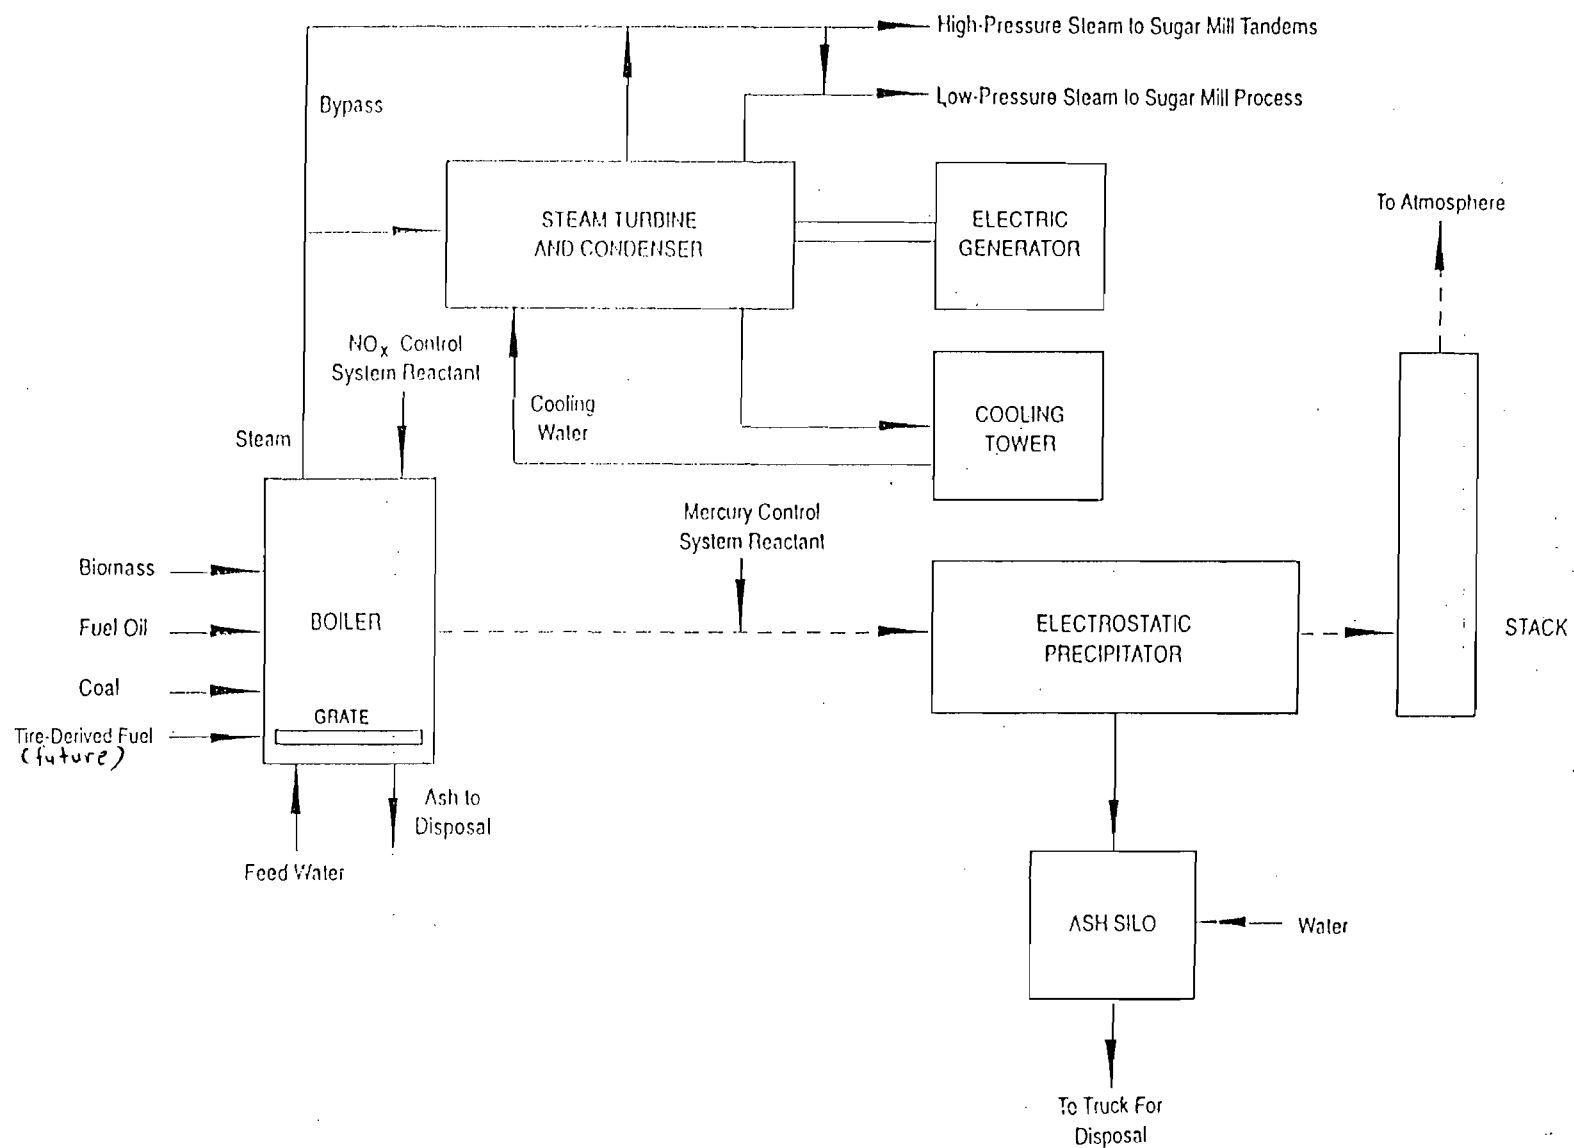 High-Pressure Steam to Sugar Mill Tandems
Low-Pressure Steam to Sugar Mill Process
Bypass
STEAM TURBINE
AND CONDENSER
ELECTRIC
GENERATOR
To Atmosphere
NOx Control
System Reactant
Cooling
Water
COOLING
TOWER
Steam
Mercury Control
System Reactant
Biomass
Fuel Oil
BOILER
ELECTROSTATIC
PRECIPITATOR
STACK
Coal
GRATE
Tire-Derived Fuel
(future)
Ash to
Disposal
Feed Water
ASH SILO
Water
To Truck For
Disposal